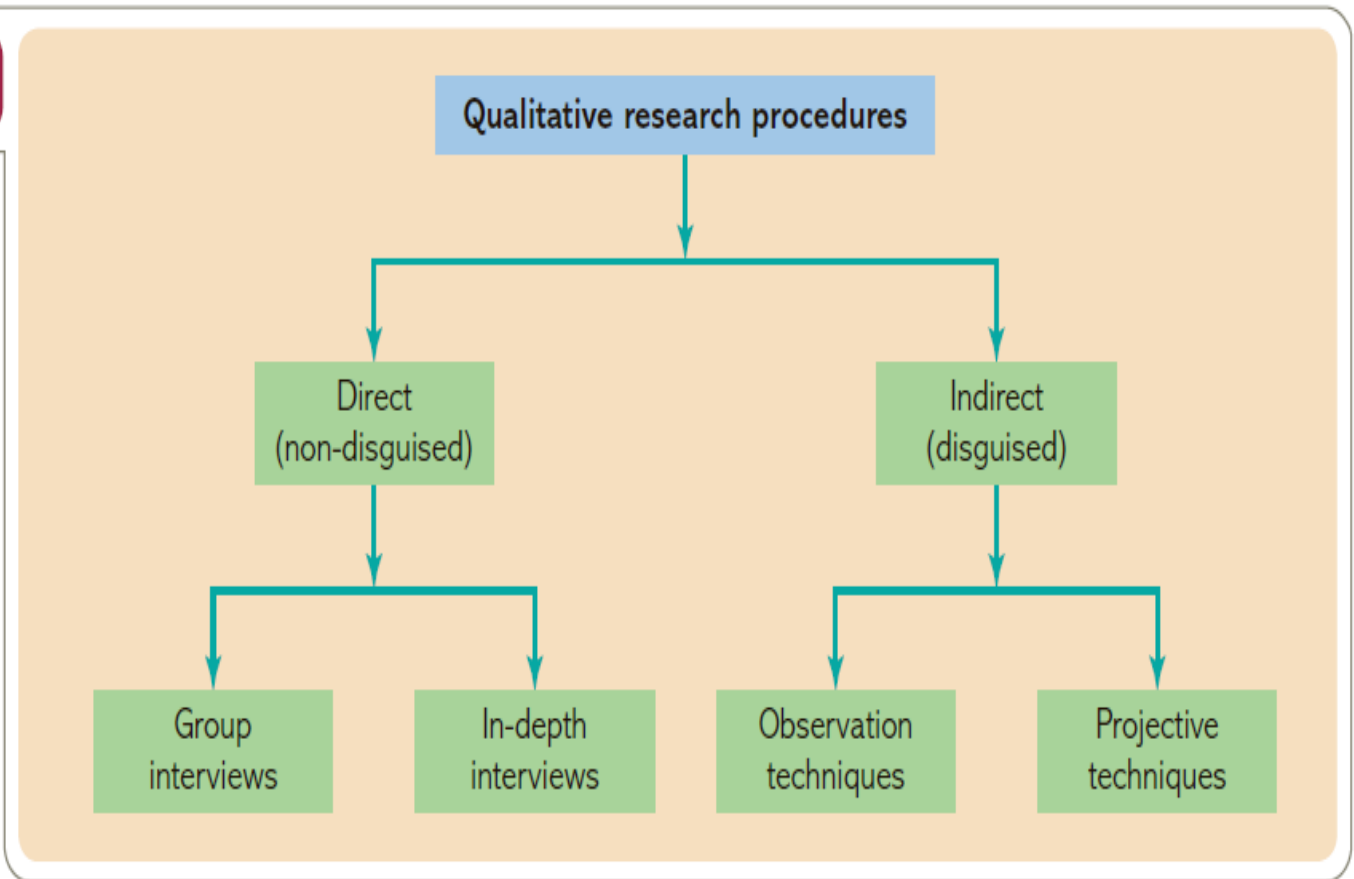 Qualitative research procedures
Direct
(non-disguised)
Indirect
(disguised)
Group
interviews
In-depth
interviews
Observation
techniques
Projective
techniques